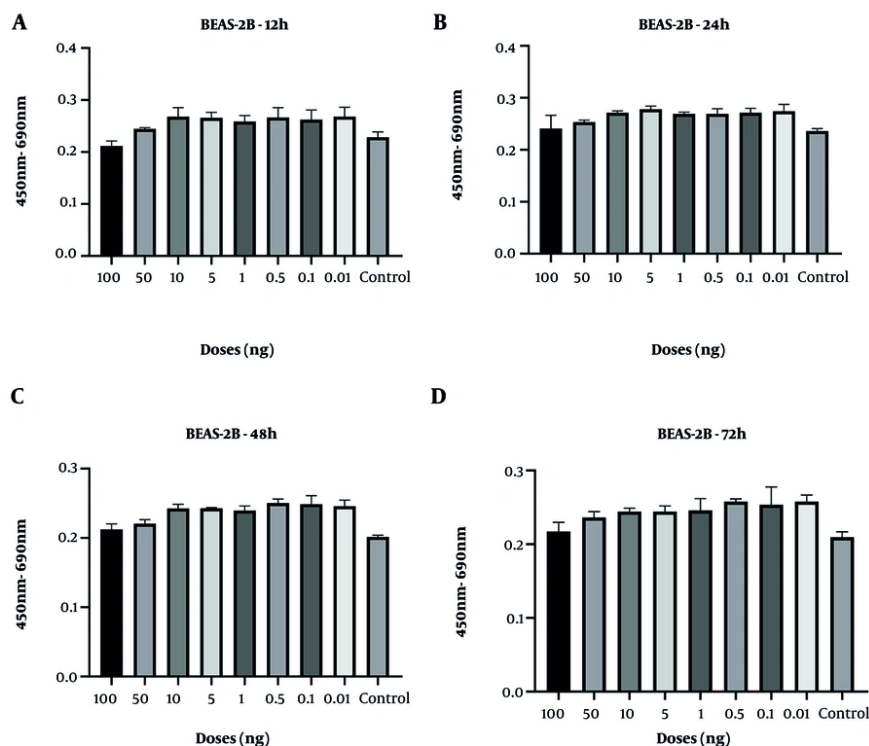 A
BEAS-2B - 12h
0.4
0.3
0.2
0.1
0.0
450nm- 690nm
100 50 10 5 1 0.5 0.1 0.01 Control
Doses (ng)
B
BEAS-2B - 24h
0.4
0.3
0.2
0.1
0.0
450nm- 690nm
100 50 10 5 1 0.5 0.1 0.01 Control
Doses (ng)
C
BEAS-2B - 48h
0.3
0.2
0.1
0.0
450nm- 690nm
100 50 10 5 1 0.5 0.1 0.01 Control
Doses (ng)
D
BEAS-2B - 72h
0.3
0.2
0.1
0.0
450nm- 690nm
100 50 10 5 1 0.5 0.1 0.01 Control
Doses (ng)